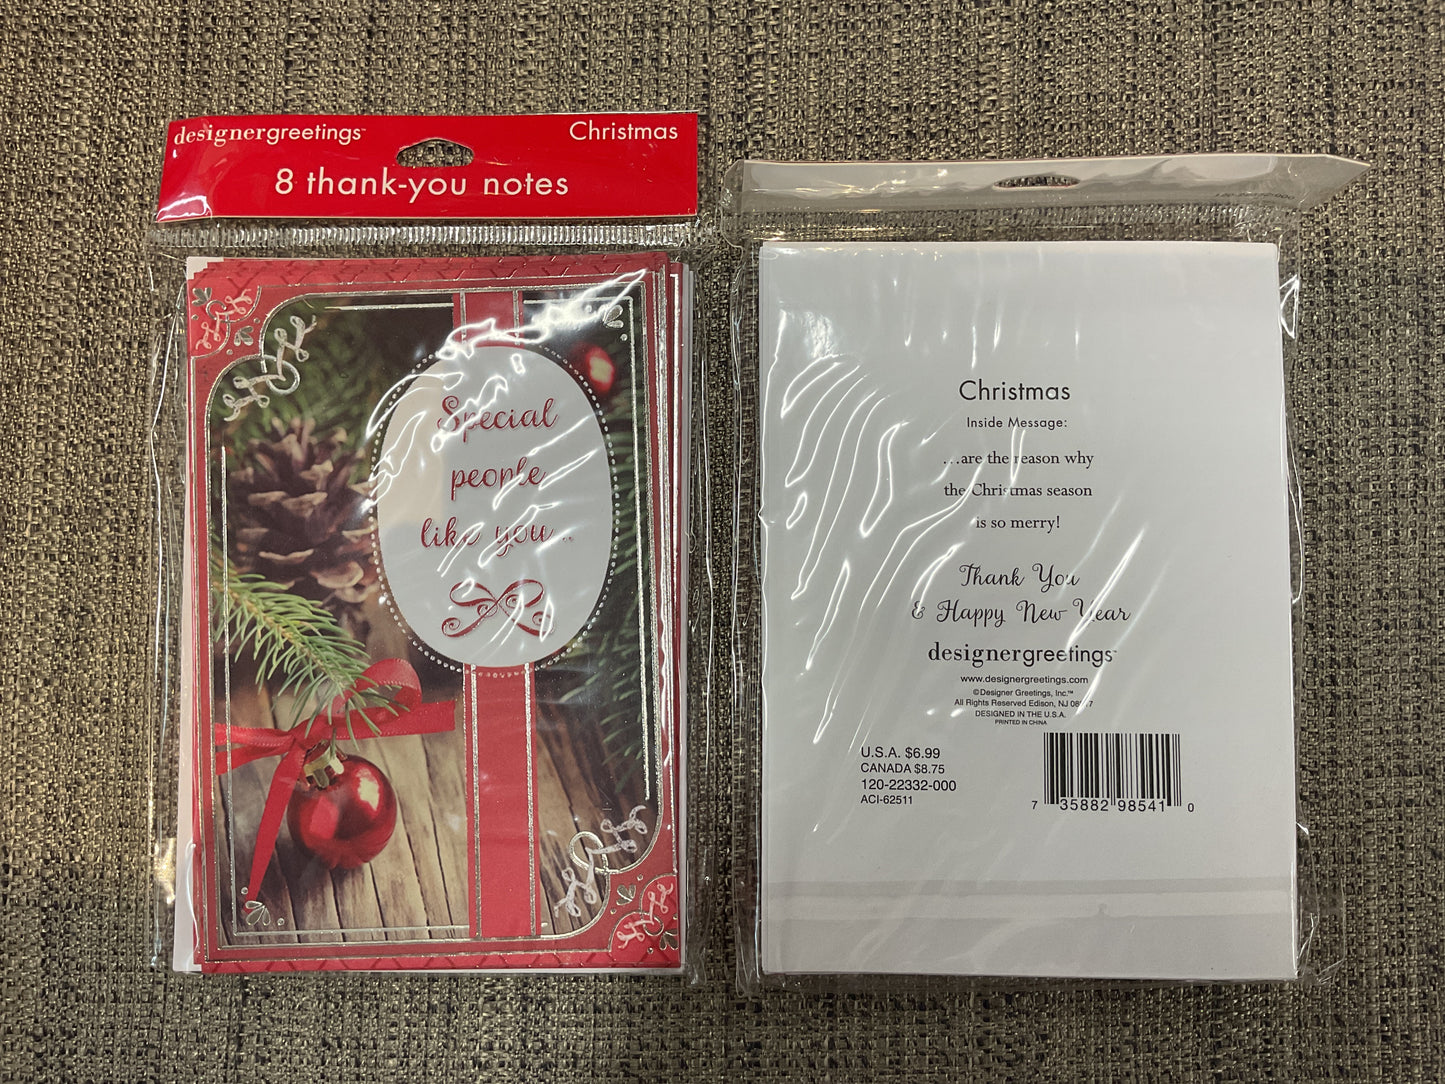 designergreetings™
Christmas
8 thank-you notes
Special
people
like you...
Christmas
Inside Message:
...are the reason why
the Christmas season
is so merry!
Thank You
& Happy New Year
designergreetings™
www.designergreetings.com
©Designer Greetings, Inc.™
All Rights Reserved Edison, NJ
DESIGNED IN THE U.S.A.
PRINTED IN CHINA
U.S.A. $6.99
CANADA $8.75
120-22332-000
ACI-62511
7 35882 98541 0